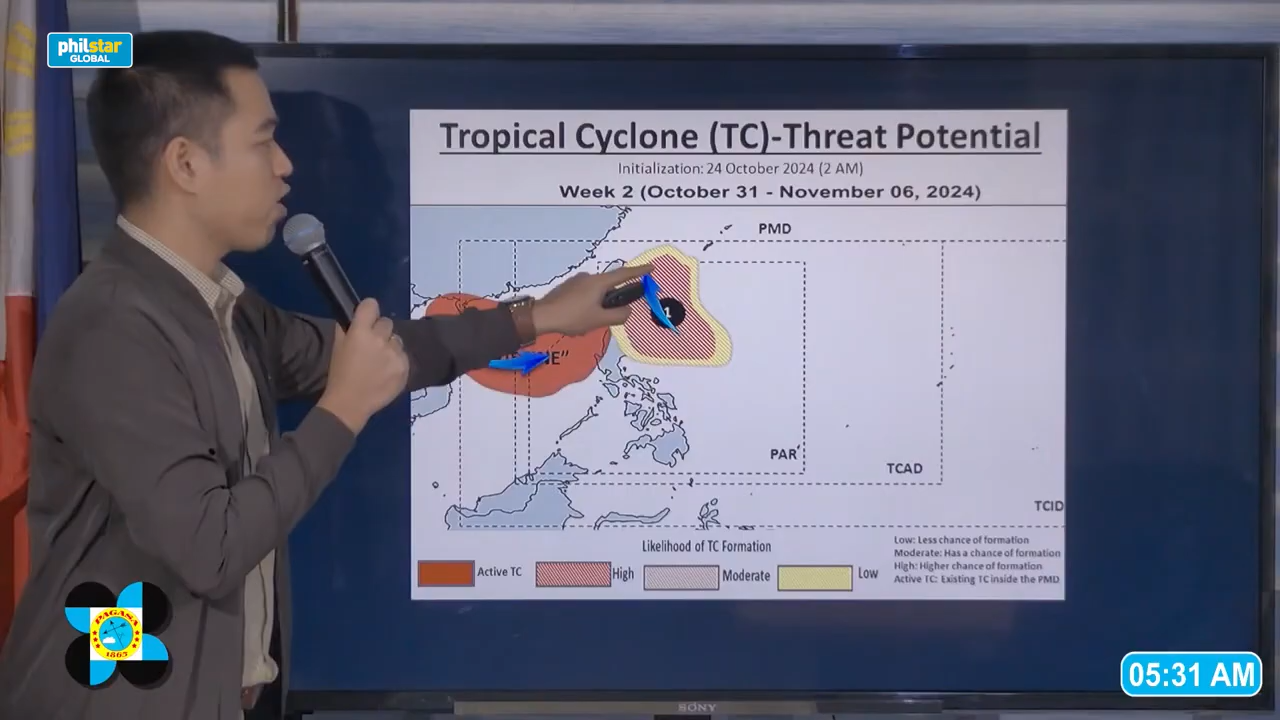 philstar
GLOBAL
Tropical Cyclone (TC)-Threat Potential
Initialization: 24 October 2024 (2 AM)
Week 2 (October 31 - November 06, 2024)
PMD
1
PAR
TCAD
TCID
Likelihood of TC Formation
Active TC
High
Moderate
Low
Low: Less chance of formation
Moderate: Has a chance of formation
High: Higher chance of formation
Active TC: Existing TC inside the PMD
PAGASA
1865
05:31 AM
SONY